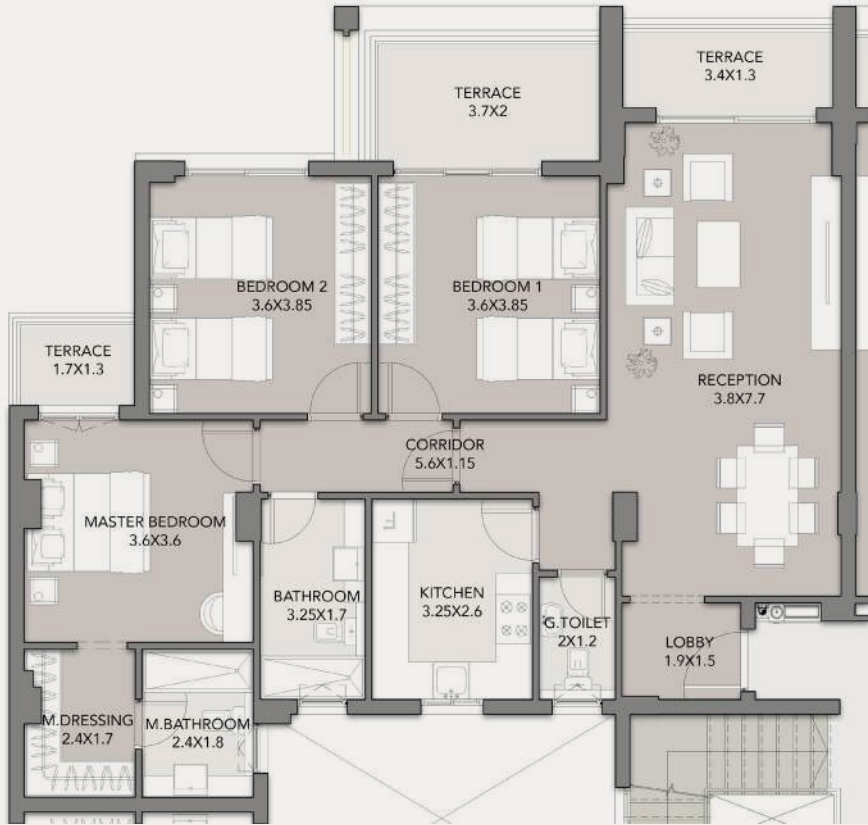 TERRACE
3.4X1.3
TERRACE
3.7X2
BEDROOM 2
3.6X3.85
BEDROOM 1
3.6X3.85
TERRACE
1.7X1.3
RECEPTION
3.8X7.7
CORRIDOR
5.6X1.15
MASTER BEDROOM
3.6X3.6
BATHROOM
3.25X1.7
KITCHEN
3.25X2.6
G.TOILET
2X1.2
LOBBY
1.9X1.5
M.DRESSING
2.4X1.7
M.BATHROOM
2.4X1.8